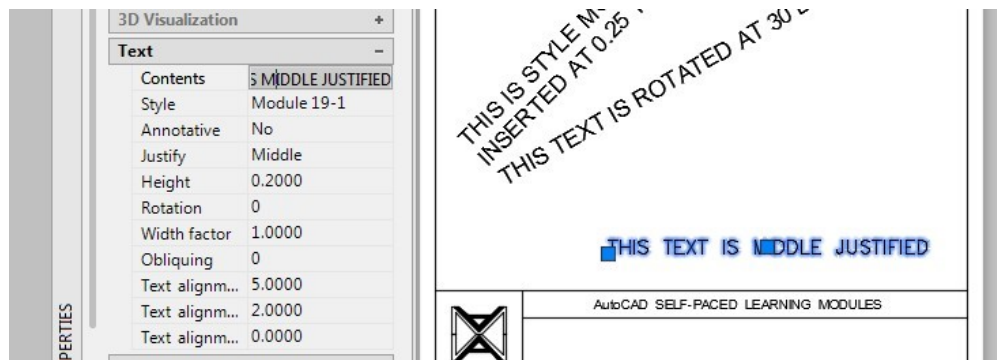 3D Visualization +
Text −
Contents S MIDDLE JUSTIFIED
Style Module 19-1
Annotative No
Justify Middle
Height 0.2000
Rotation 0
Width factor 1.0000
Obliquing 0
Text alignm... 5.0000
Text alignm... 2.0000
Text alignm... 0.0000
PERTIES
THIS IS STYLE MO
INSERTED AT 0.25
THIS TEXT IS ROTATED AT 30
THIS TEXT IS MIDDLE JUSTIFIED
AutoCAD SELF-PACED LEARNING MODULES